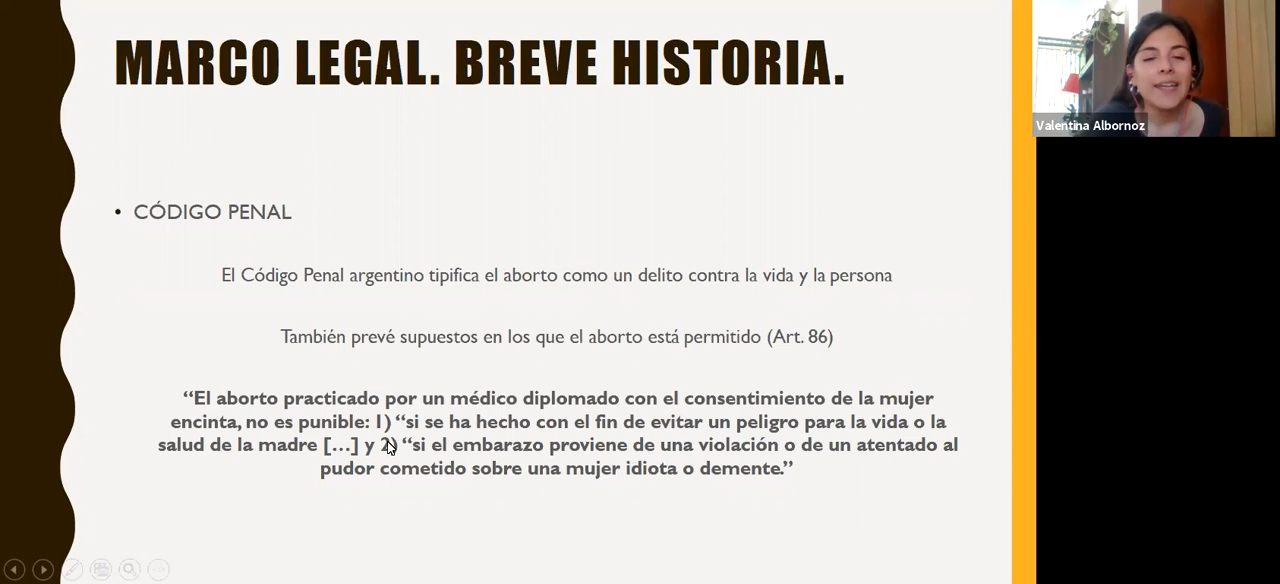 MARCO LEGAL. BREVE HISTORIA.
Valentina Albornoz
• CÓDIGO PENAL
El Código Penal argentino tipifica el aborto como un delito contra la vida y la persona
También prevé supuestos en los que el aborto está permitido (Art. 86)
“El aborto practicado por un médico diplomado con el consentimiento de la mujer
encinta, no es punible: 1) “si se ha hecho con el fin de evitar un peligro para la vida o la
salud de la madre [...] y 2) “si el embarazo proviene de una violación o de un atentado al
pudor cometido sobre una mujer idiota o demente.”